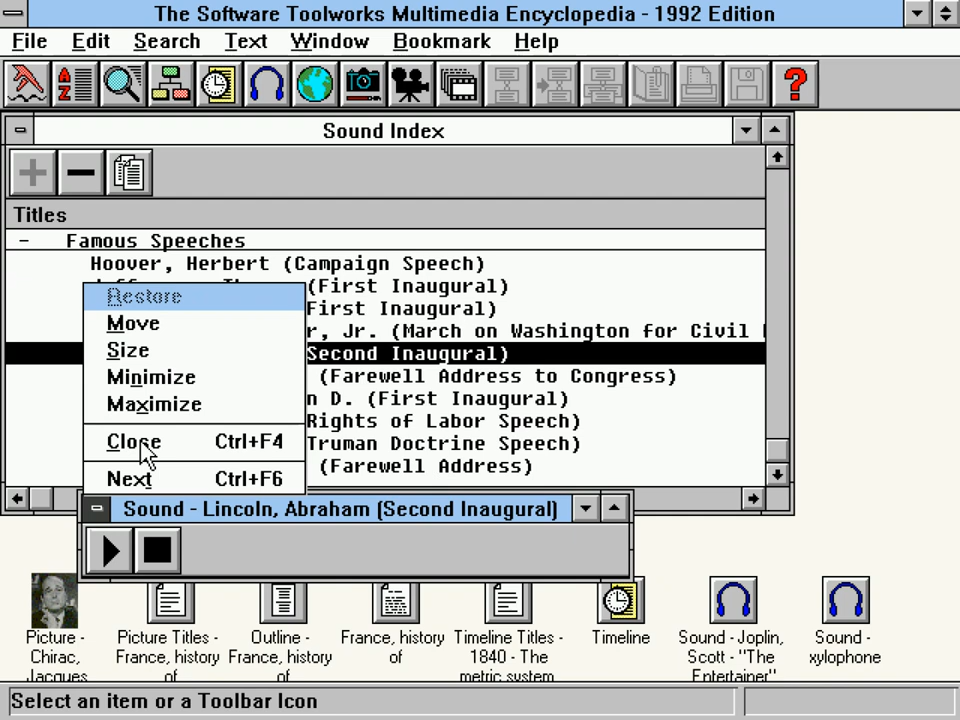 The Software Toolworks Multimedia Encyclopedia - 1992 Edition
File Edit Search Text Window Bookmark Help
A
Z
?
Sound Index
Titles
- Famous Speeches
Hoover, Herbert (Campaign Speech)
(First Inaugural)
Restore
First Inaugural)
Move
r, Jr. (March on Washington for Civil
Size
Second Inaugural)
Minimize
(Farewell Address to Congress)
Maximize
n D. (First Inaugural)
Rights of Labor Speech)
Close Ctrl+F4
Truman Doctrine Speech)
(Farewell Address)
Next Ctrl+F6
Sound - Lincoln, Abraham (Second Inaugural)
Picture - Chirac, Jacques
Picture Titles - France, history of
Outline - France, history of
France, history of
Timeline Titles - 1840 - The metric system
Timeline
Sound - Joplin, Scott - "The Entertainer"
Sound - xylophone
Select an item or a Toolbar Icon